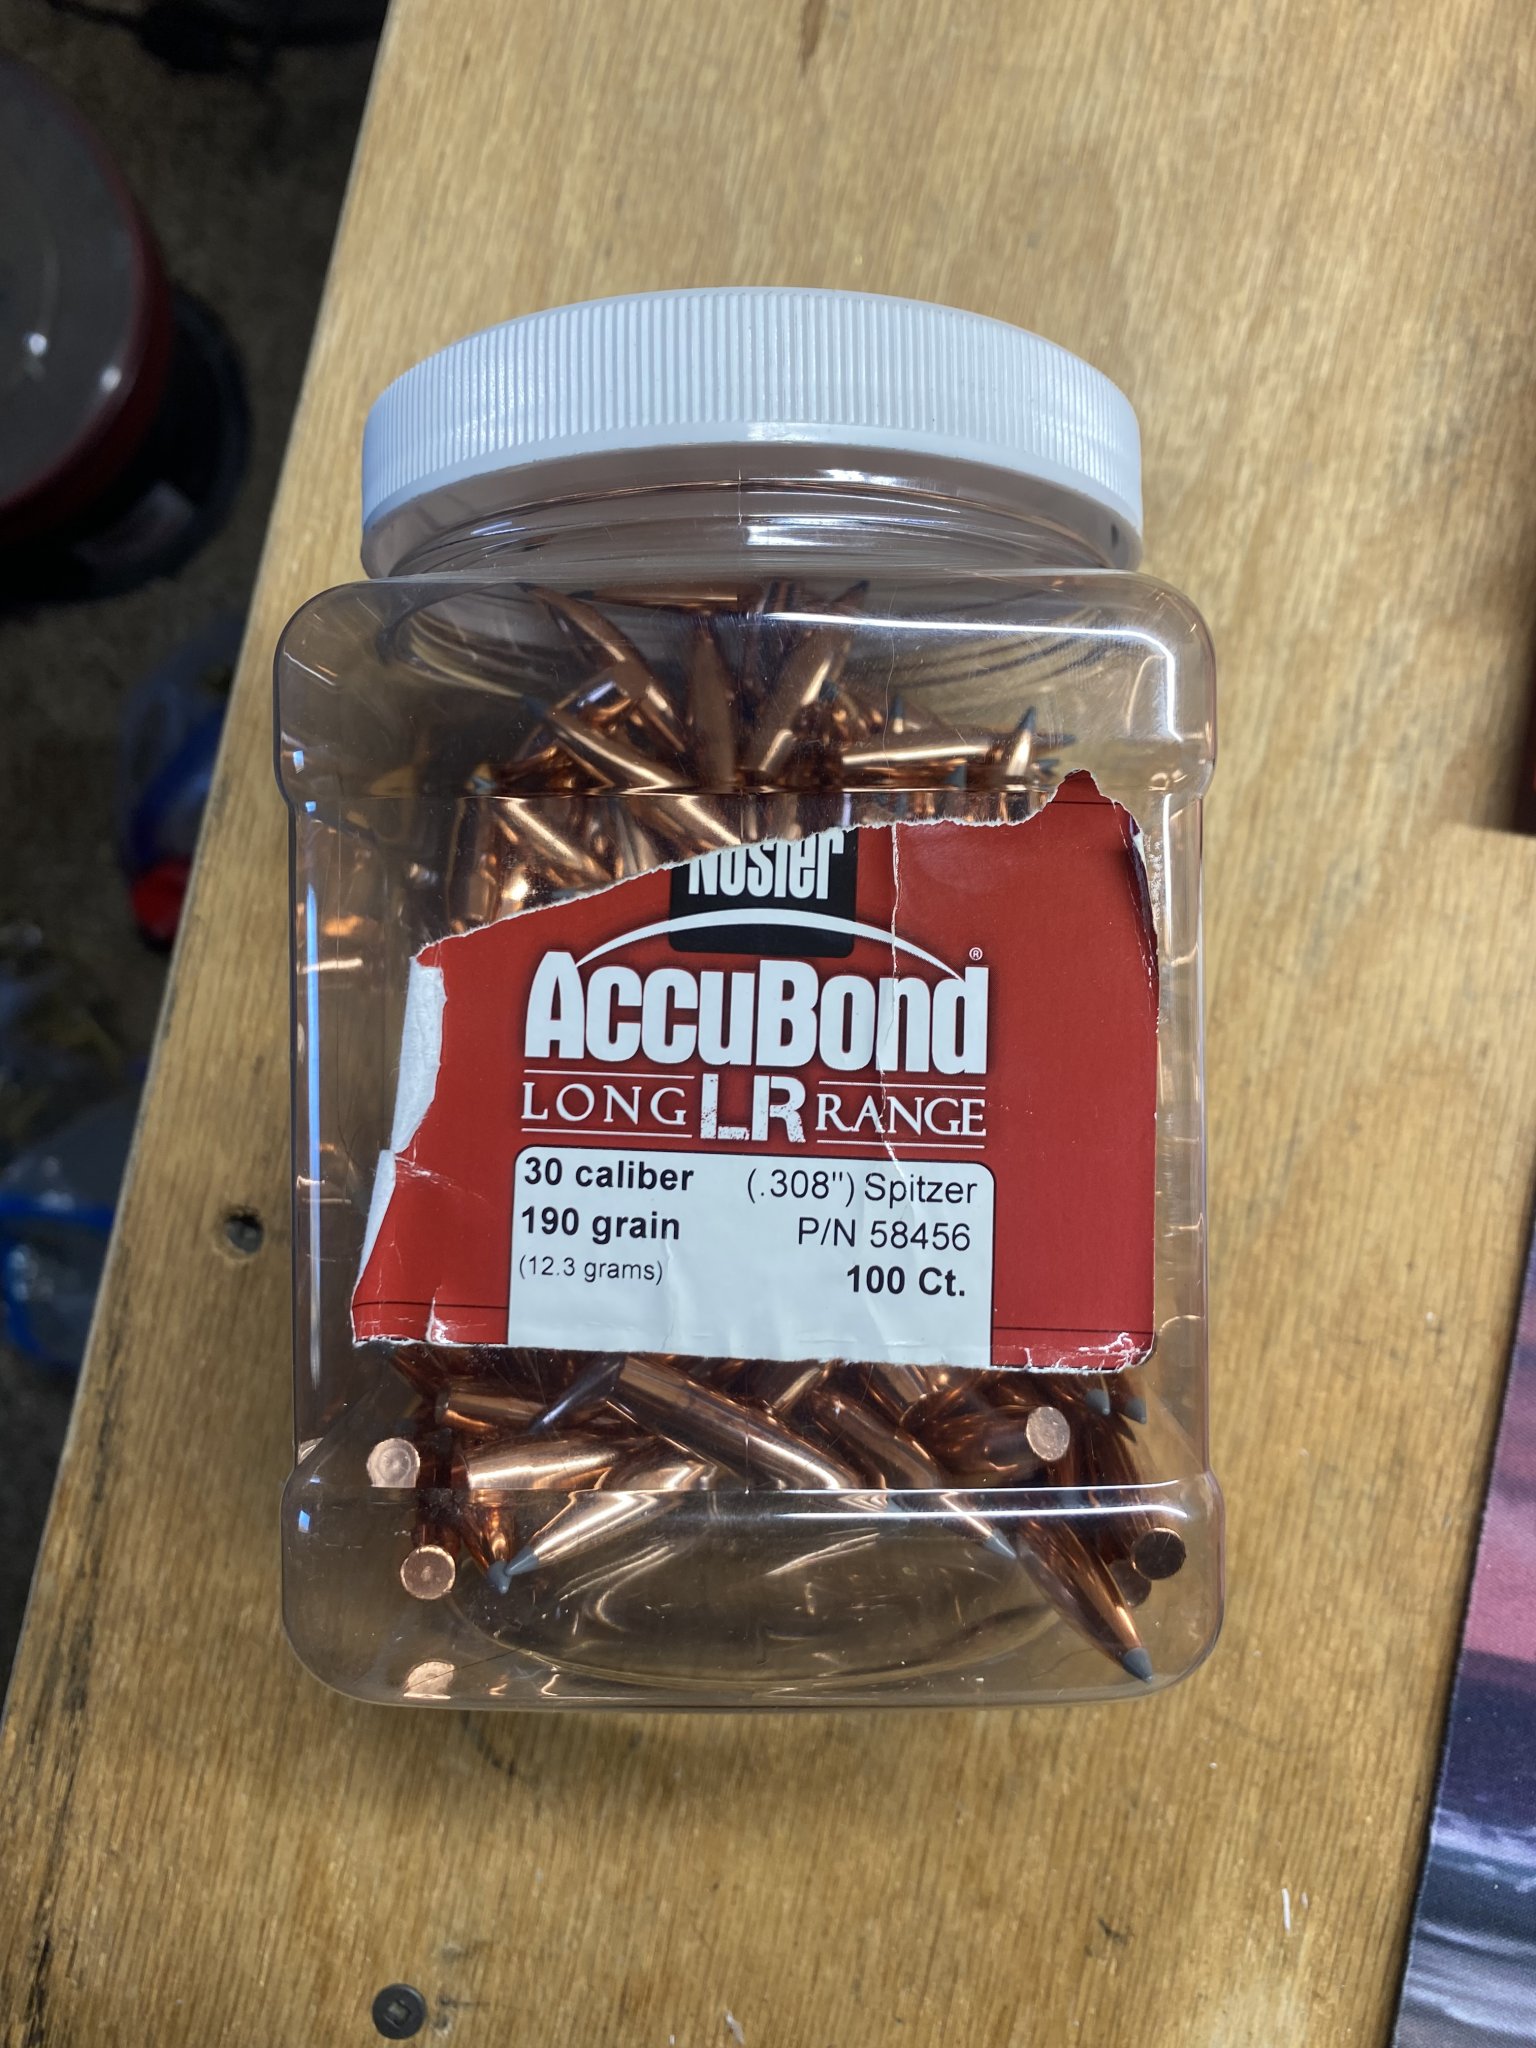 Nosler
AccuBond®
LONG LR RANGE
30 caliber (.308") Spitzer
190 grain P/N 58456
(12.3 grams) 100 Ct.